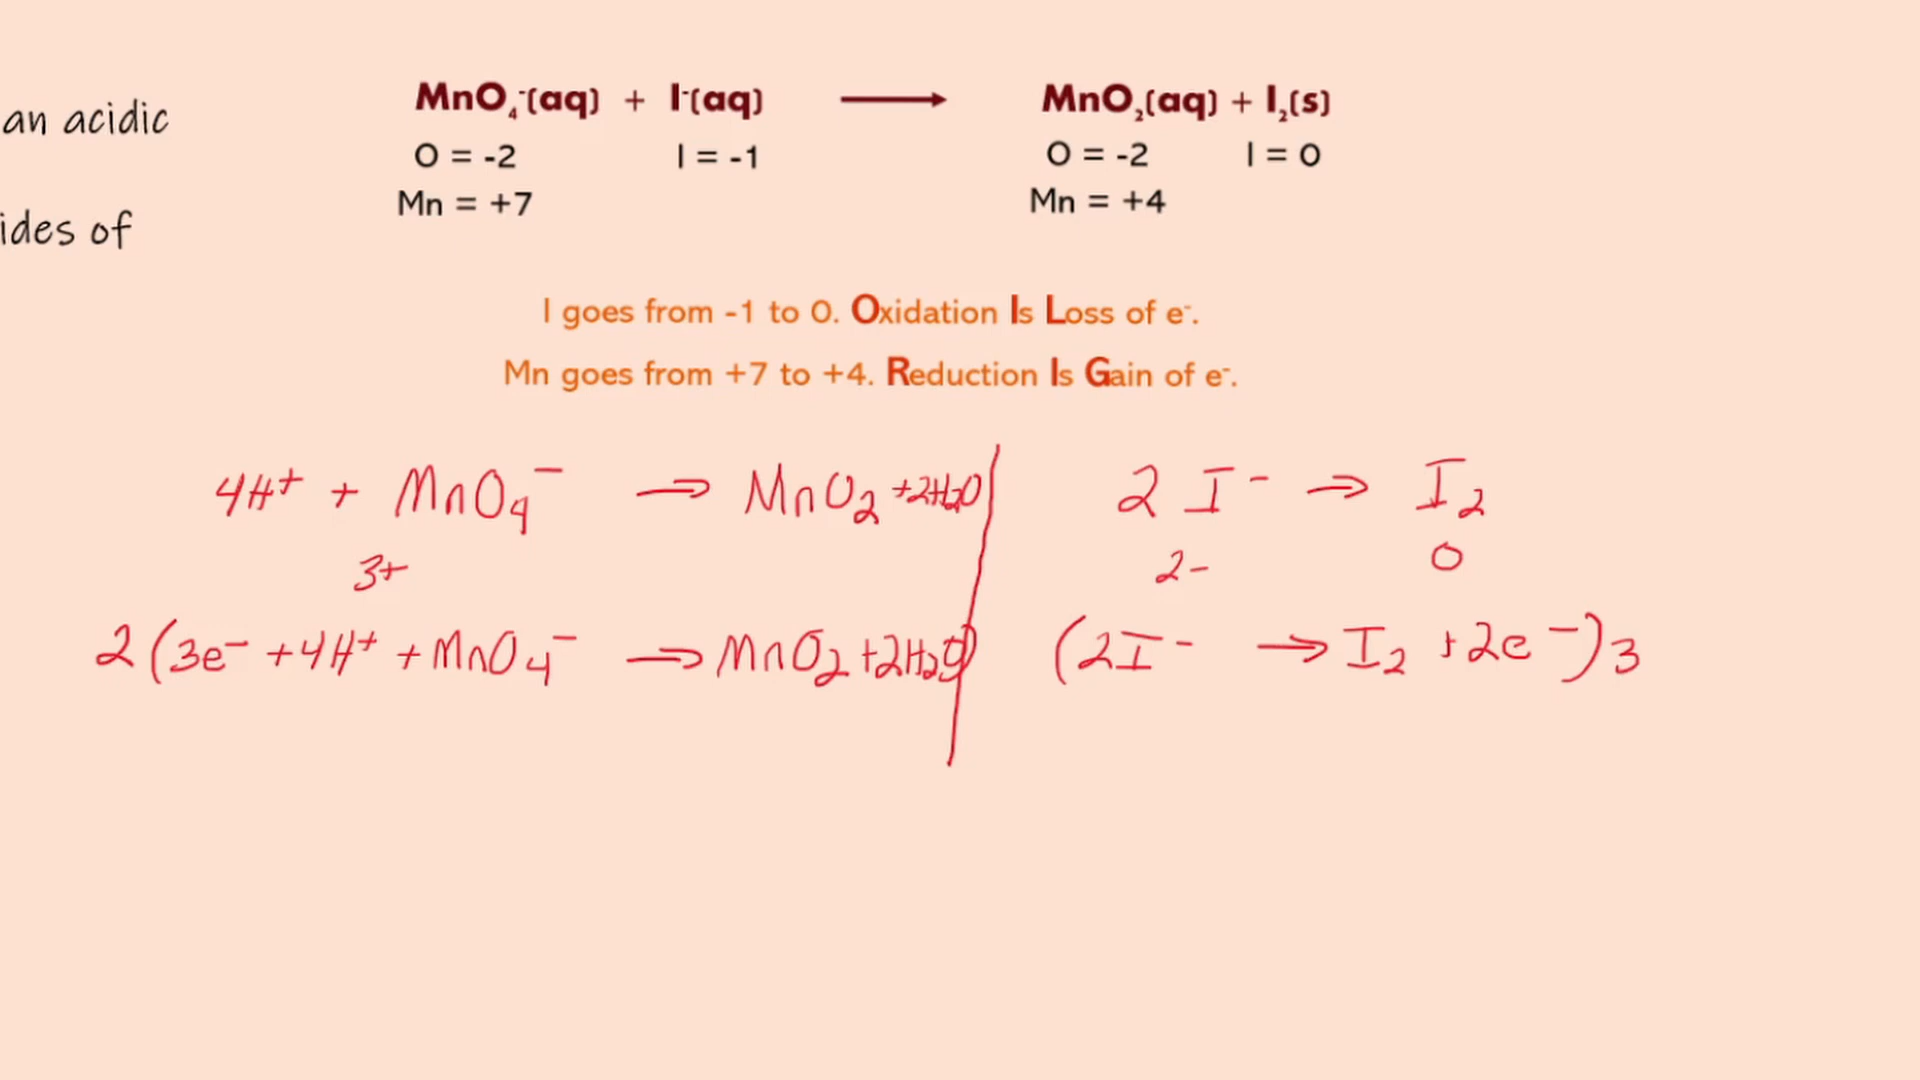 an acidic
ides of
MnO₄⁻(aq) + I⁻(aq) ⟶ MnO₂(aq) + I₂(s)
O = -2 I = -1 O = -2 I = 0
Mn = +7 Mn = +4
I goes from -1 to 0. Oxidation Is Loss of e⁻.
Mn goes from +7 to +4. Reduction Is Gain of e⁻.
4H⁺ + MnO₄⁻ → MnO₂ +2H₂O 2 I⁻ → I₂
3+ 2- 0
2(3e⁻ +4H⁺ +MnO₄⁻ → MnO₂ +2H₂O) (2I⁻ → I₂ +2e⁻)3